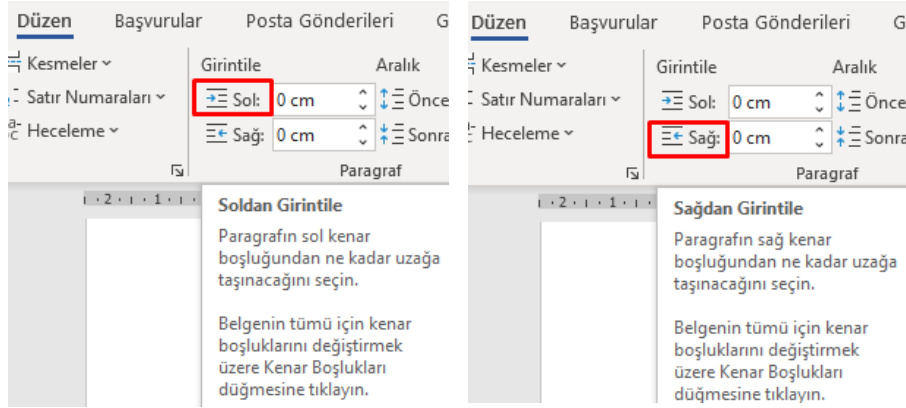 Düzen Başvurular Posta Gönderileri G
Kesmeler Girintile Aralık
Satır Numaraları Sol: 0 cm Önce
Heceleme Sağ: 0 cm Sonra
Paragraf
2 1
Soldan Girintile
Paragrafın sol kenar
boşluğundan ne kadar uzağa
taşınacağını seçin.
Belgenin tümü için kenar
boşluklarını değiştirmek
üzere Kenar Boşlukları
düğmesine tıklayın.
Düzen Başvurular Posta Gönderileri G
Kesmeler Girintile Aralık
Satır Numaraları Sol: 0 cm Önce
Heceleme Sağ: 0 cm Sonra
Paragraf
2 1
Sağdan Girintile
Paragrafın sağ kenar
boşluğundan ne kadar uzağa
taşınacağını seçin.
Belgenin tümü için kenar
boşluklarını değiştirmek
üzere Kenar Boşlukları
düğmesine tıklayın.